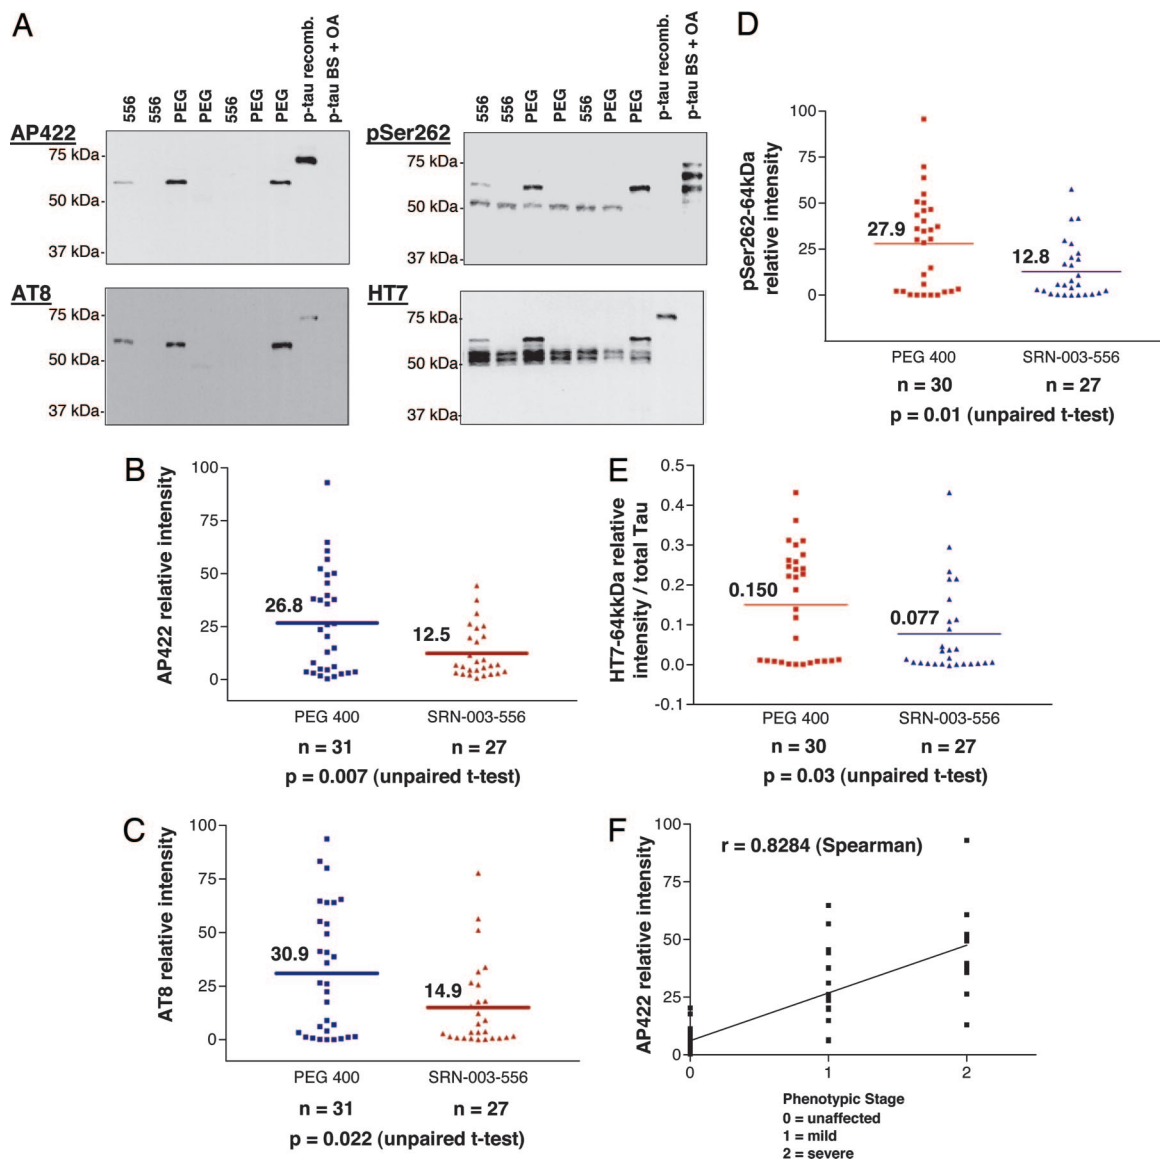 A
556
556
PEG
PEG
556
PEG
PEG
p-tau recomb.
p-tau BS + OA
AP422
75 kDa-
50 kDa-
37 kDa-
556
556
PEG
PEG
556
PEG
PEG
p-tau recomb.
p-tau BS + OA
pSer262
75 kDa-
50 kDa-
37 kDa-
AT8
75 kDa-
50 kDa-
37 kDa-
HT7
75 kDa-
50 kDa-
37 kDa-
D
pSer262-64kDa
relative intensity
100
75
50
25
0
27.9
12.8
PEG 400 SRN-003-556
n = 30 n = 27
p = 0.01 (unpaired t-test)
B
AP422 relative intensity
100
75
50
25
0
26.8
12.5
PEG 400 SRN-003-556
n = 31 n = 27
p = 0.007 (unpaired t-test)
E
HT7-64kkDa relative
intensity / total Tau
0.5
0.4
0.3
0.2
0.1
0.0
-0.1
0.150
0.077
PEG 400 SRN-003-556
n = 30 n = 27
p = 0.03 (unpaired t-test)
C
AT8 relative intensity
100
75
50
25
0
30.9
14.9
PEG 400 SRN-003-556
n = 31 n = 27
p = 0.022 (unpaired t-test)
F
AP422 relative intensity
100
75
50
25
0
r = 0.8284 (Spearman)
0 1 2
Phenotypic Stage
0 = unaffected
1 = mild
2 = severe